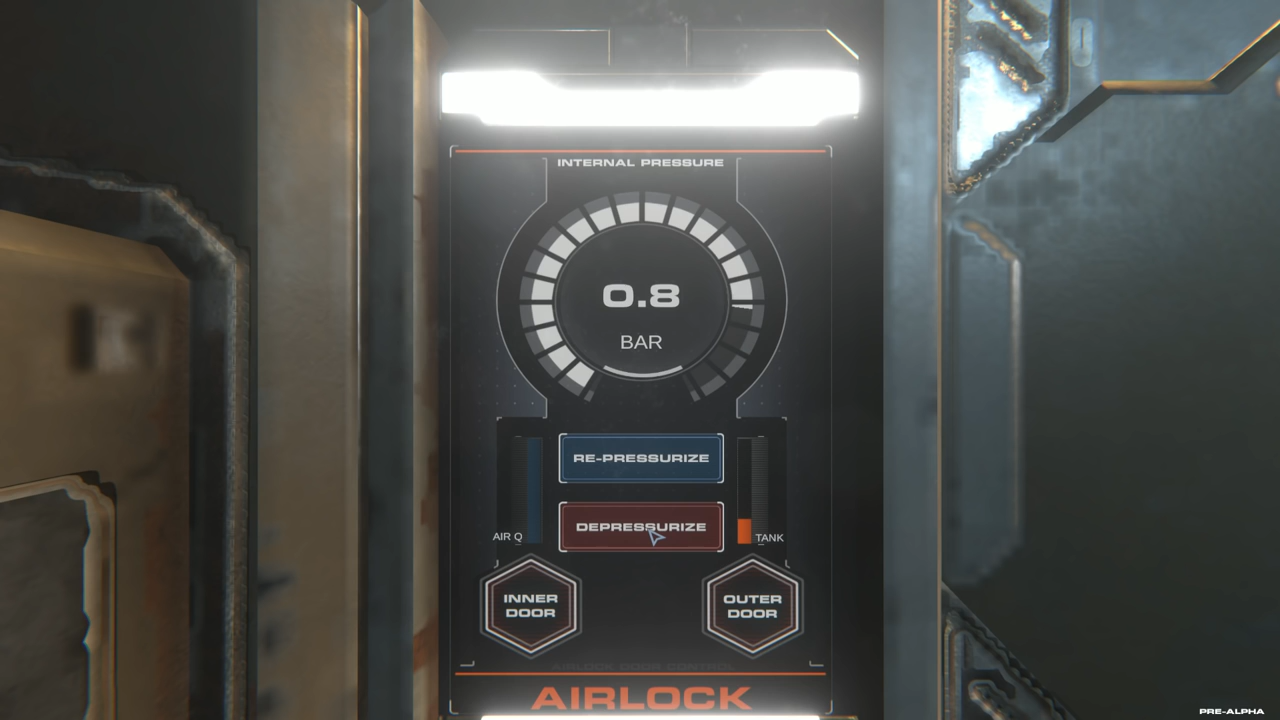 INTERNAL PRESSURE
0.8
BAR
RE-PRESSURIZE
DEPRESSURIZE
AIR Q
TANK
INNER
DOOR
OUTER
DOOR
AIRLOCK DOOR CONTROL
AIRLOCK
PRE-ALPHA